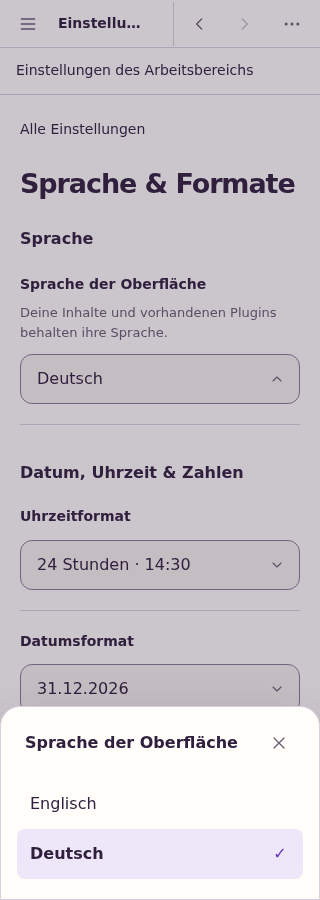 Einstellu…
Einstellungen des Arbeitsbereichs
Alle Einstellungen
Sprache & Formate
Sprache
Sprache der Oberfläche
Deine Inhalte und vorhandenen Plugins
behalten ihre Sprache.
Deutsch
Datum, Uhrzeit & Zahlen
Uhrzeitformat
24 Stunden · 14:30
Datumsformat
31.12.2026
Sprache der Oberfläche
Englisch
Deutsch ✓